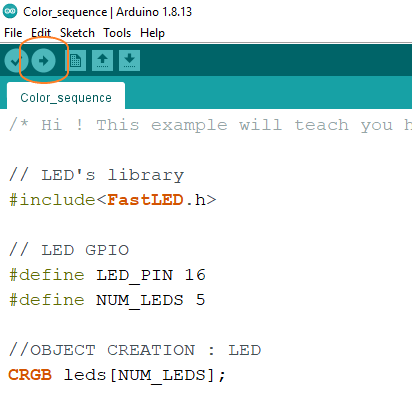 Color_sequence | Arduino 1.8.13
File Edit Sketch Tools Help
Color_sequence
/* Hi ! This example will teach you h
// LED's library
#include<FastLED.h>
// LED GPIO
#define LED_PIN 16
#define NUM_LEDS 5
//OBJECT CREATION : LED
CRGB leds[NUM_LEDS];